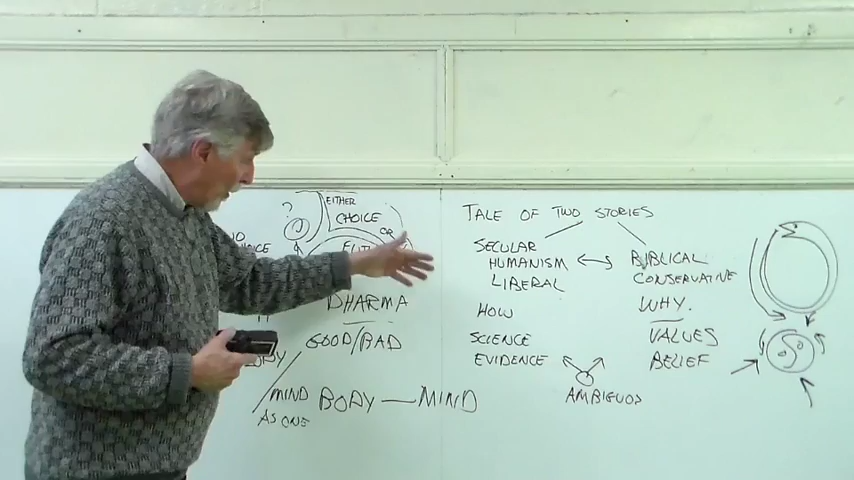 ?
EITHER
CHOICE
OR
DHARMA
GOOD/BAD
MIND
AS ONE
BODY — MIND
TALE OF TWO STORIES
SECULAR
HUMANISM
LIBERAL
HOW
SCIENCE
EVIDENCE
BIBLICAL
CONSERVATIVE
WHY.
VALUES
BELIEF